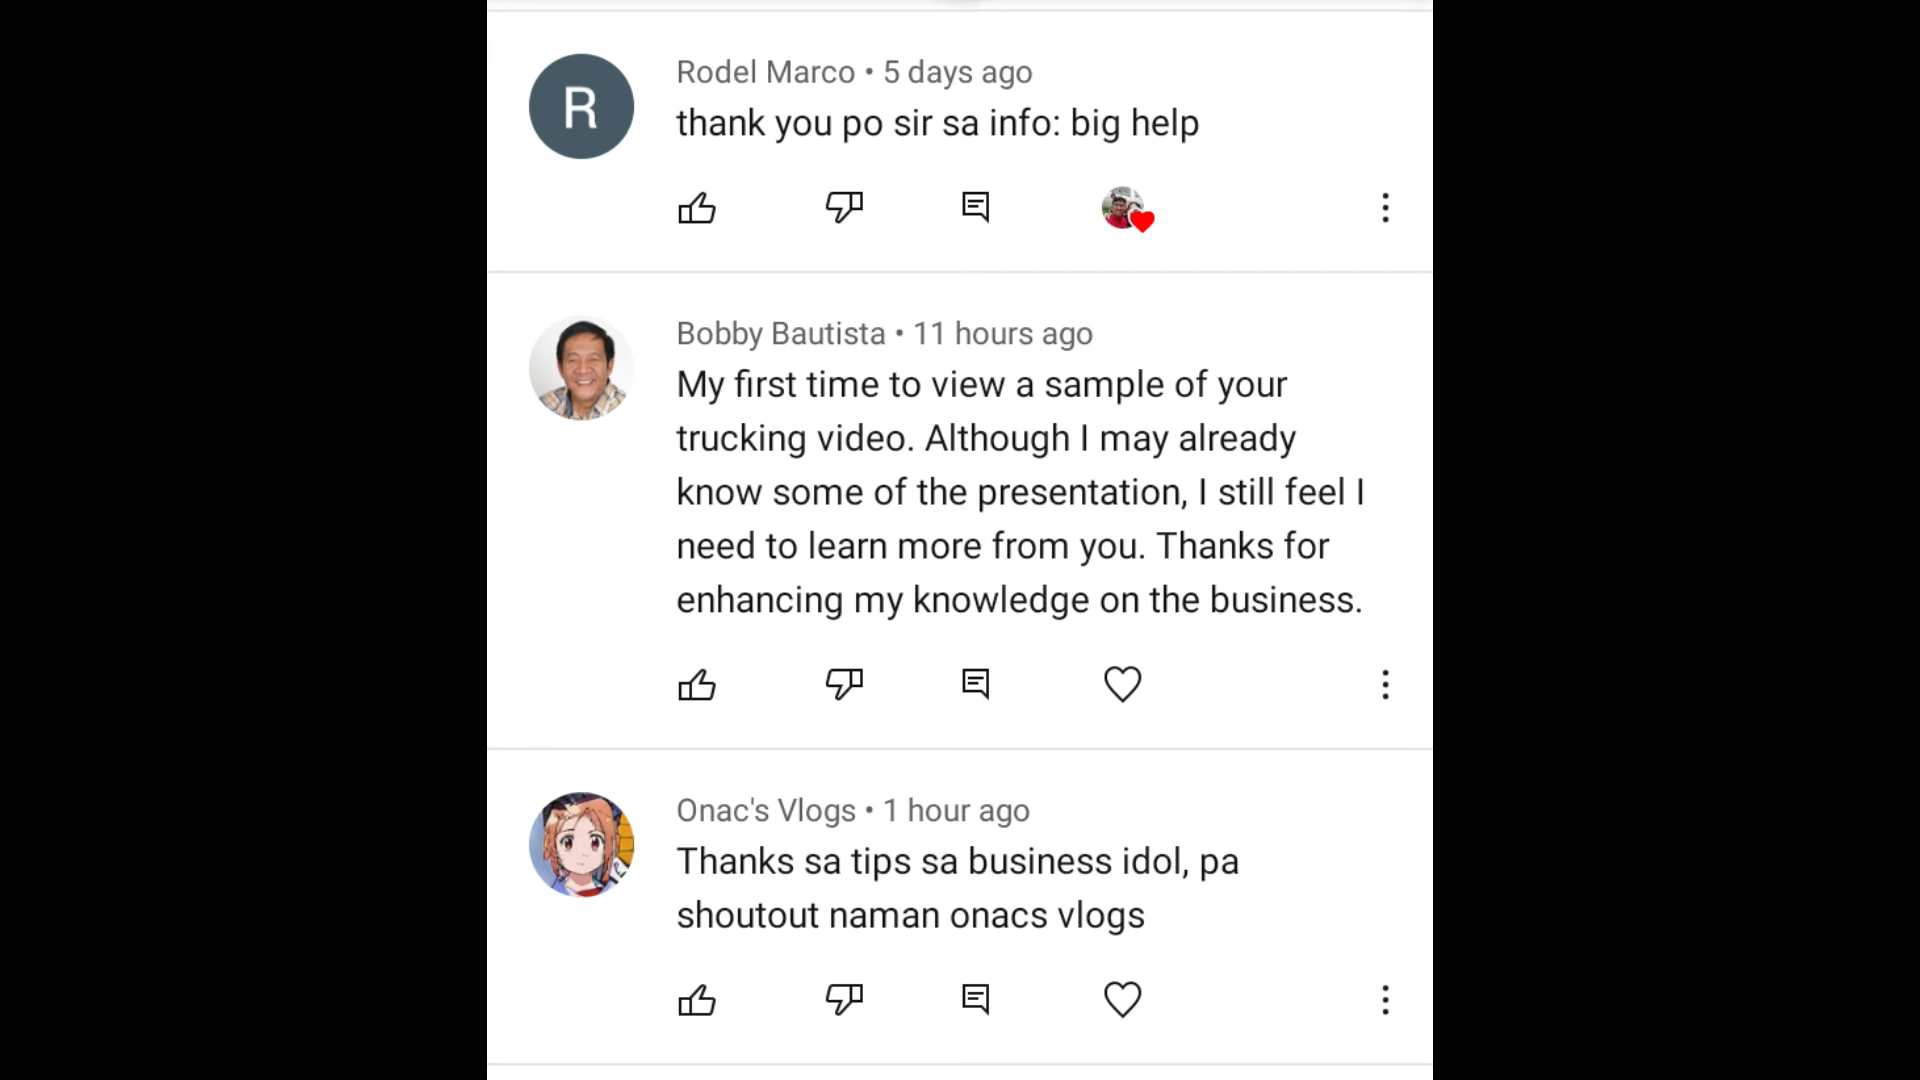 R
Rodel Marco • 5 days ago
thank you po sir sa info: big help
Bobby Bautista • 11 hours ago
My first time to view a sample of your
trucking video. Although I may already
know some of the presentation, I still feel I
need to learn more from you. Thanks for
enhancing my knowledge on the business.
Onac's Vlogs • 1 hour ago
Thanks sa tips sa business idol, pa
shoutout naman onacs vlogs